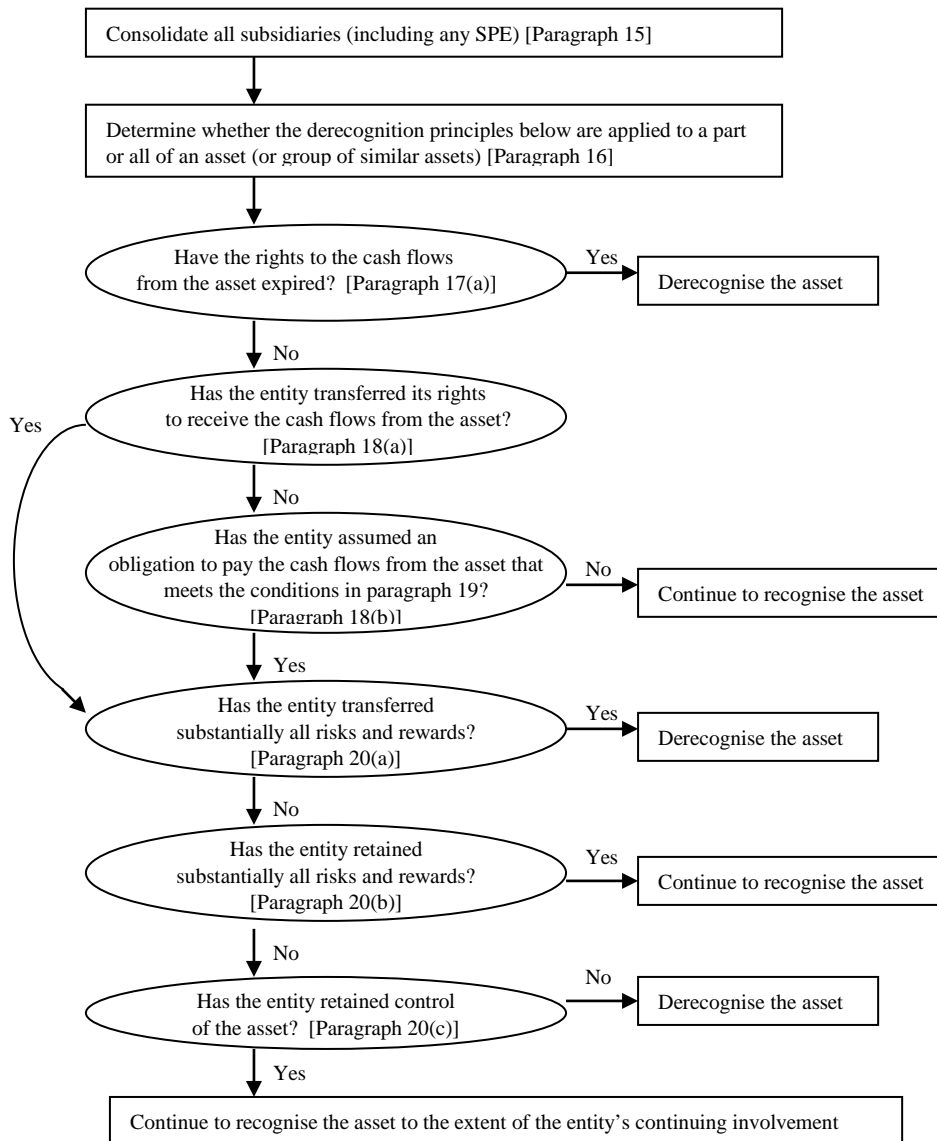 Consolidate all subsidiaries (including any SPE) [Paragraph 15]
Determine whether the derecognition principles below are applied to a part
or all of an asset (or group of similar assets) [Paragraph 16]
Have the rights to the cash flows
from the asset expired?  [Paragraph 17(a)]
Yes
Derecognise the asset
No
Has the entity transferred its rights
to receive the cash flows from the asset?
[Paragraph 18(a)]
Yes
No
Has the entity assumed an
obligation to pay the cash flows from the asset that
meets the conditions in paragraph 19?
[Paragraph 18(b)]
No
Continue to recognise the asset
Yes
Has the entity transferred
substantially all risks and rewards?
[Paragraph 20(a)]
Yes
Derecognise the asset
No
Has the entity retained
substantially all risks and rewards?
[Paragraph 20(b)]
Yes
Continue to recognise the asset
No
Has the entity retained control
of the asset?  [Paragraph 20(c)]
No
Derecognise the asset
Yes
Continue to recognise the asset to the extent of the entity’s continuing involvement